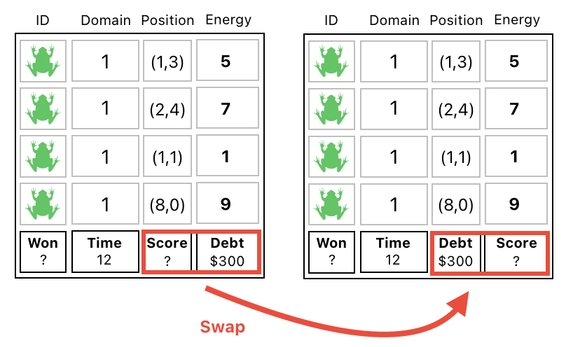 ID Domain Position Energy
1 (1,3) 5
1 (2,4) 7
1 (1,1) 1
1 (8,0) 9
Won Time Score Debt
? 12 ? $300
ID Domain Position Energy
1 (1,3) 5
1 (2,4) 7
1 (1,1) 1
1 (8,0) 9
Won Time Debt Score
? 12 $300 ?
Swap